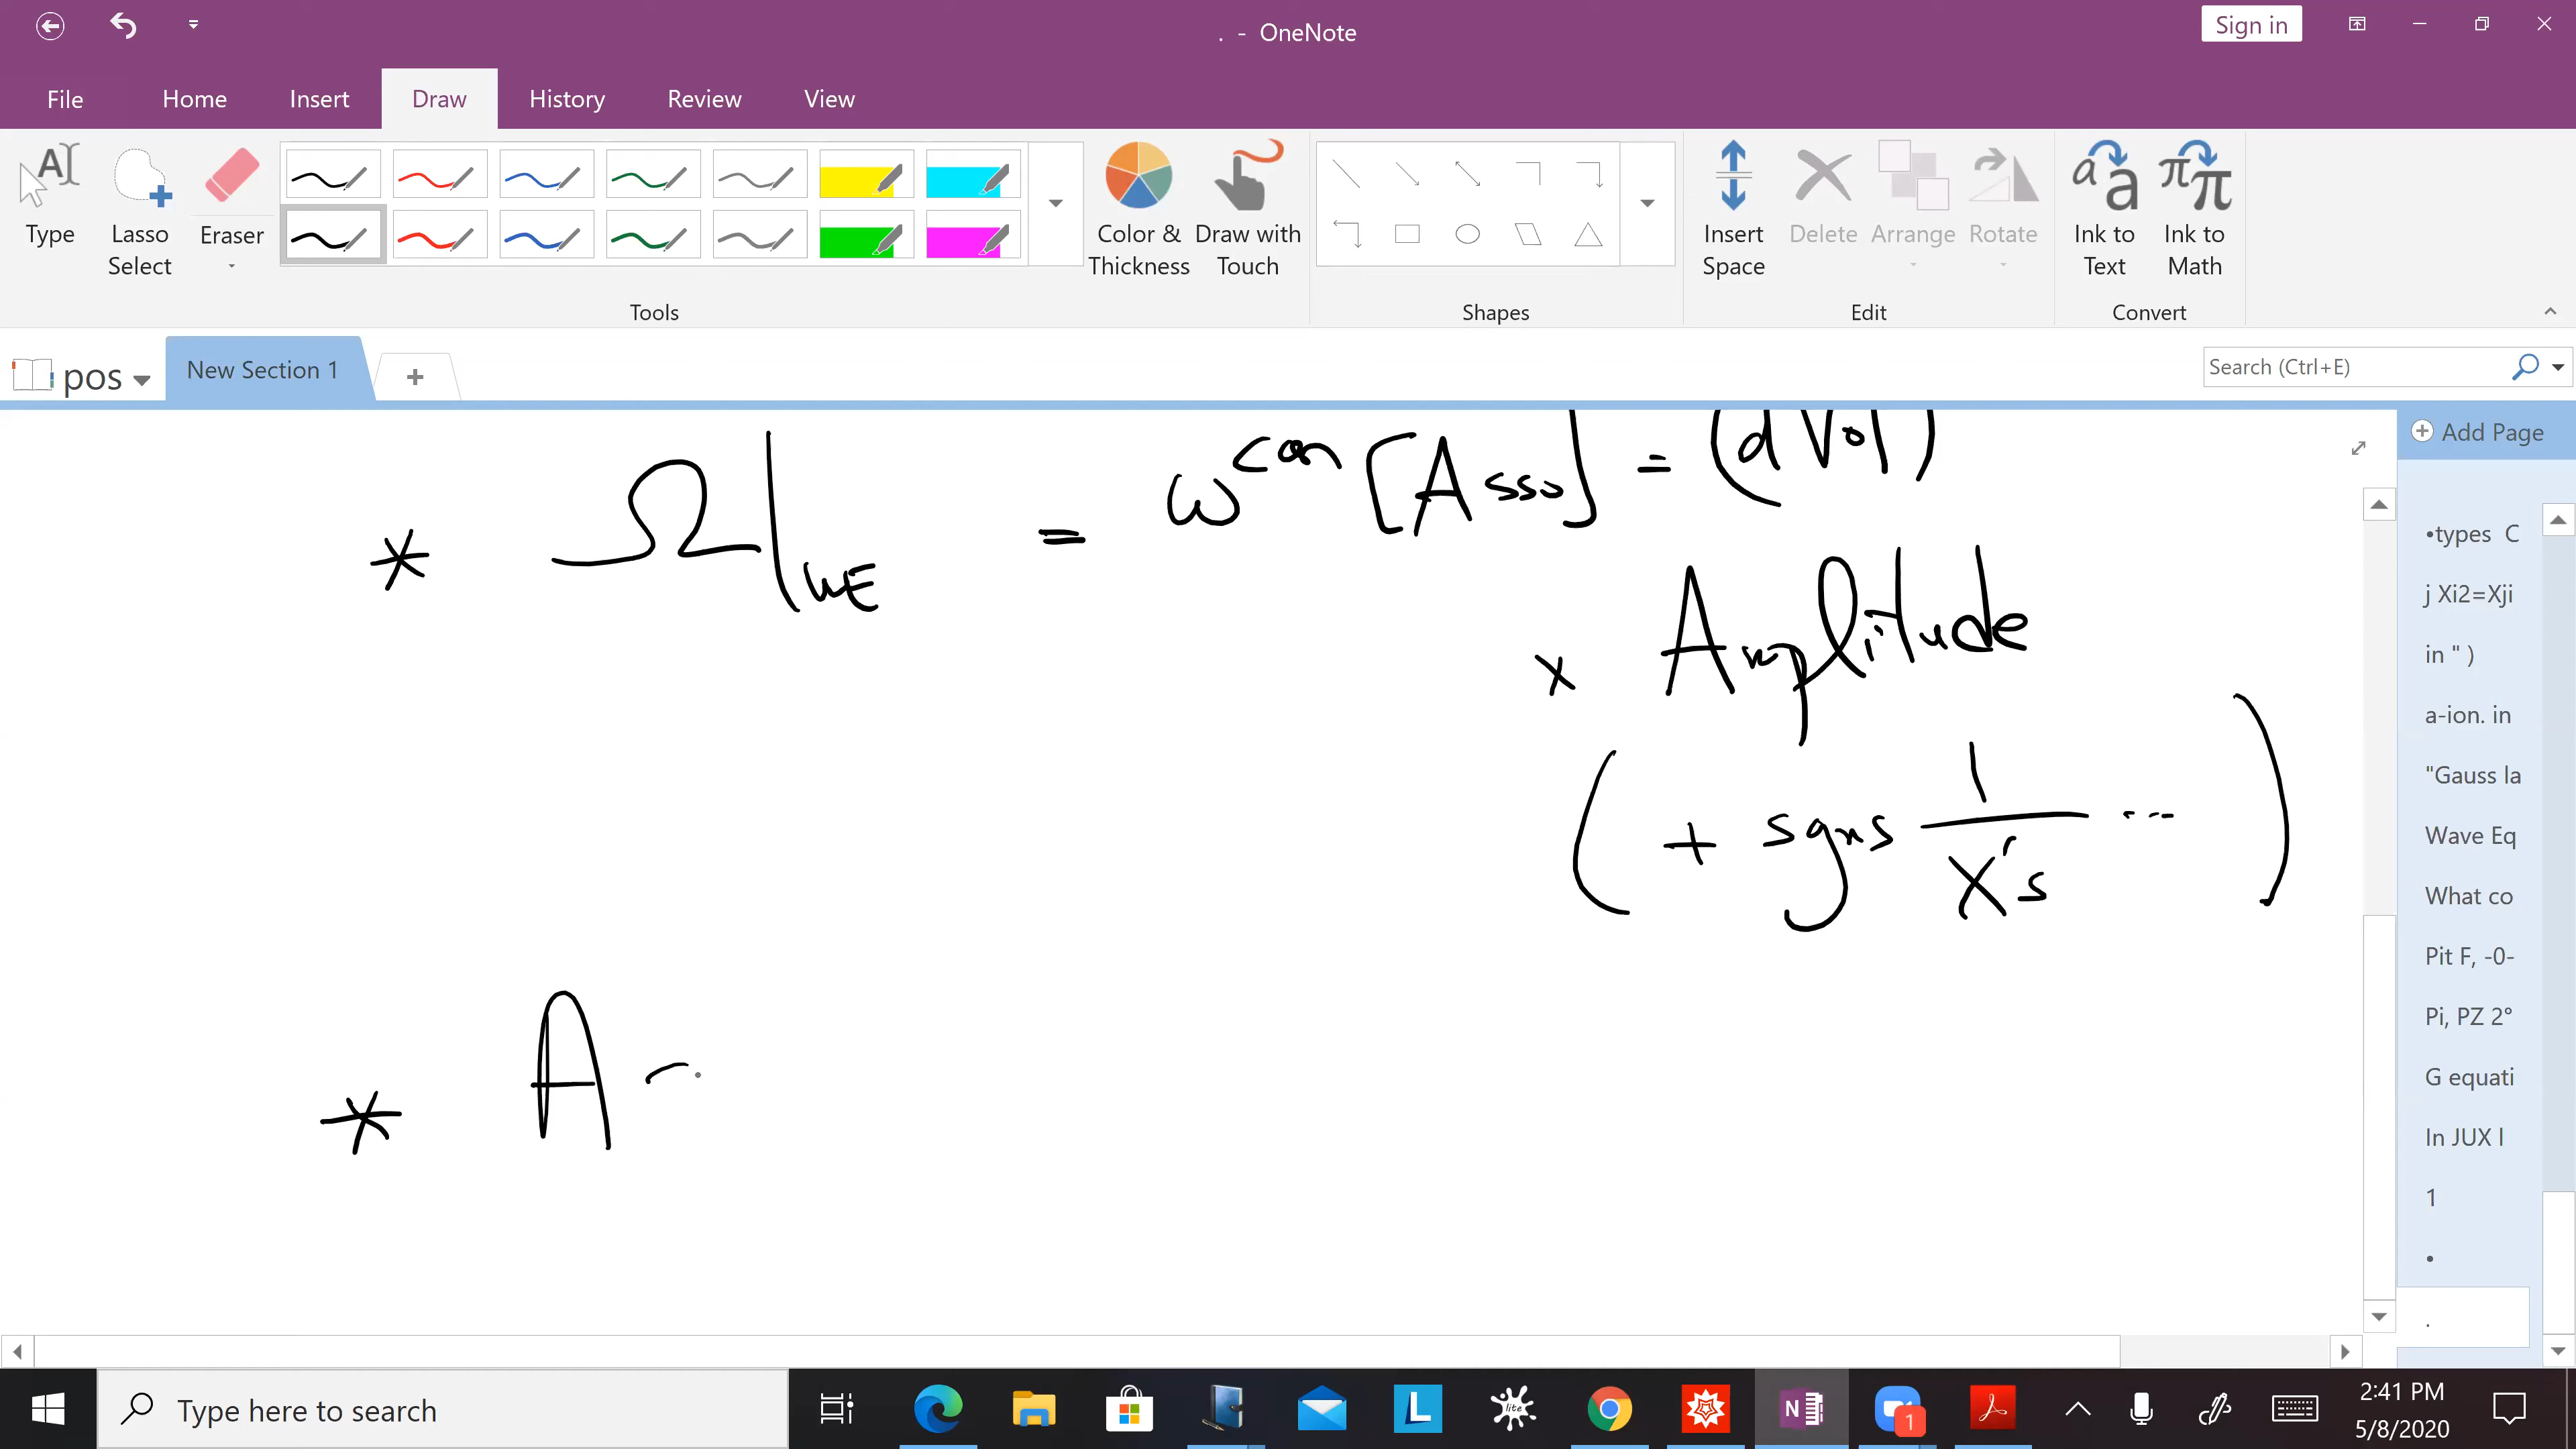 . - OneNote
Sign in
File Home Insert Draw History Review View
Type
Lasso Select
Eraser
Color & Thickness
Draw with Touch
Insert Space
Delete
Arrange
Rotate
Ink to Text
Ink to Math
Tools
Shapes
Edit
Convert
pos
New Section 1
+
Search (Ctrl+E)
Add Page
•types C
j Xi2=Xji
in " )
a-ion. in
"Gauss la
Wave Eq
What co
Pit F, -0-
Pi, PZ 2°
G equati
In JUX l
1
•
.
* Ω| = ω^can [Asso] = (d Vol)
x Amplitude
( + sgns 1/X's ... )
* A
Type here to search
L
lite
N
1
2:41 PM
5/8/2020